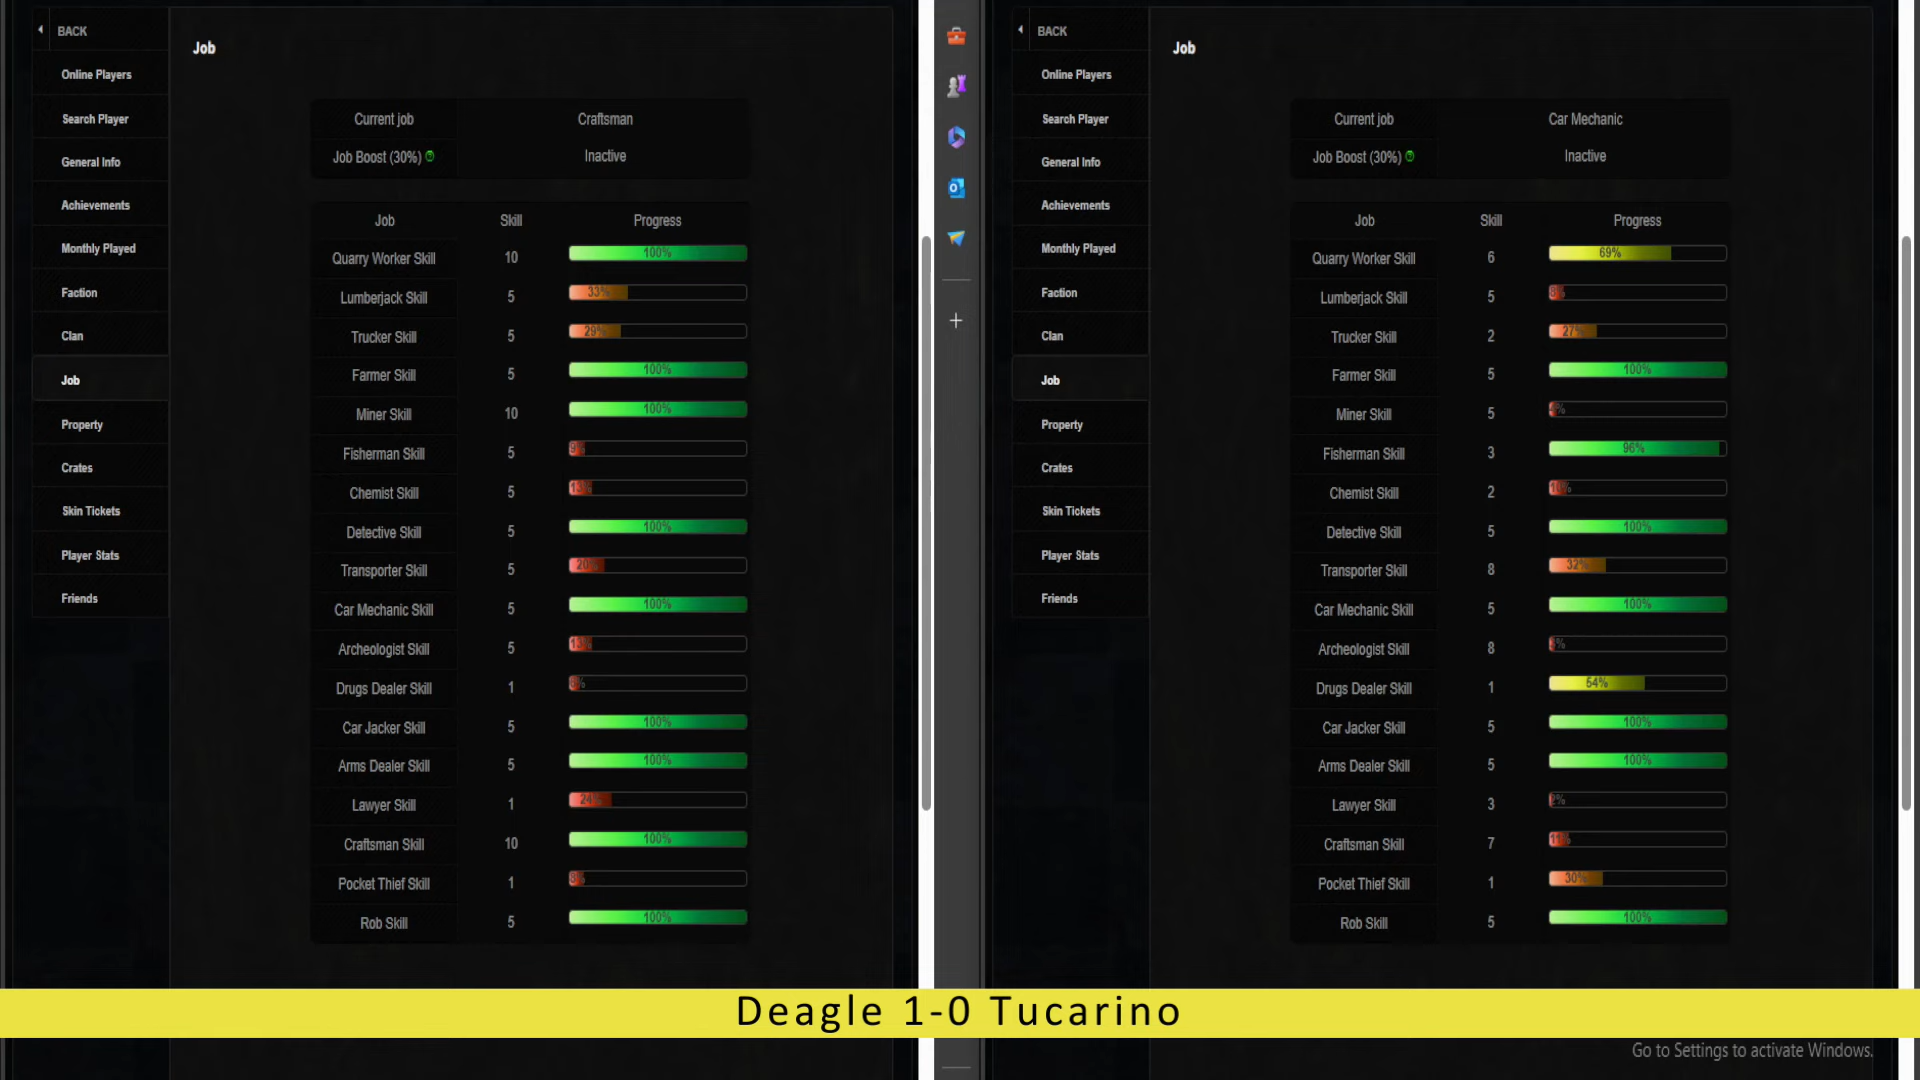 BACK
Job
Online Players
Search Player
General Info
Achievements
Monthly Played
Faction
Clan
Job
Property
Crates
Skin Tickets
Player Stats
Friends
Current job Craftsman
Job Boost (30%) Inactive
Job Skill Progress
Quarry Worker Skill 10 100%
Lumberjack Skill 5 33%
Trucker Skill 5 29%
Farmer Skill 5 100%
Miner Skill 10 100%
Fisherman Skill 5
Chemist Skill 5 13%
Detective Skill 5 100%
Transporter Skill 5 20%
Car Mechanic Skill 5 100%
Archeologist Skill 5 13%
Drugs Dealer Skill 1
Car Jacker Skill 5 100%
Arms Dealer Skill 5 100%
Lawyer Skill 1 24%
Craftsman Skill 10 100%
Pocket Thief Skill 1
Rob Skill 5 100%
BACK
Job
Online Players
Search Player
General Info
Achievements
Monthly Played
Faction
Clan
Job
Property
Crates
Skin Tickets
Player Stats
Friends
Current job Car Mechanic
Job Boost (30%) Inactive
Job Skill Progress
Quarry Worker Skill 6 69%
Lumberjack Skill 5
Trucker Skill 2 27%
Farmer Skill 5 100%
Miner Skill 5
Fisherman Skill 3 96%
Chemist Skill 2 10%
Detective Skill 5 100%
Transporter Skill 8 32%
Car Mechanic Skill 5 100%
Archeologist Skill 8
Drugs Dealer Skill 1 54%
Car Jacker Skill 5 100%
Arms Dealer Skill 5 100%
Lawyer Skill 3
Craftsman Skill 7 11%
Pocket Thief Skill 1 30%
Rob Skill 5 100%
Deagle 1-0 Tucarino
Go to Settings to activate Windows.